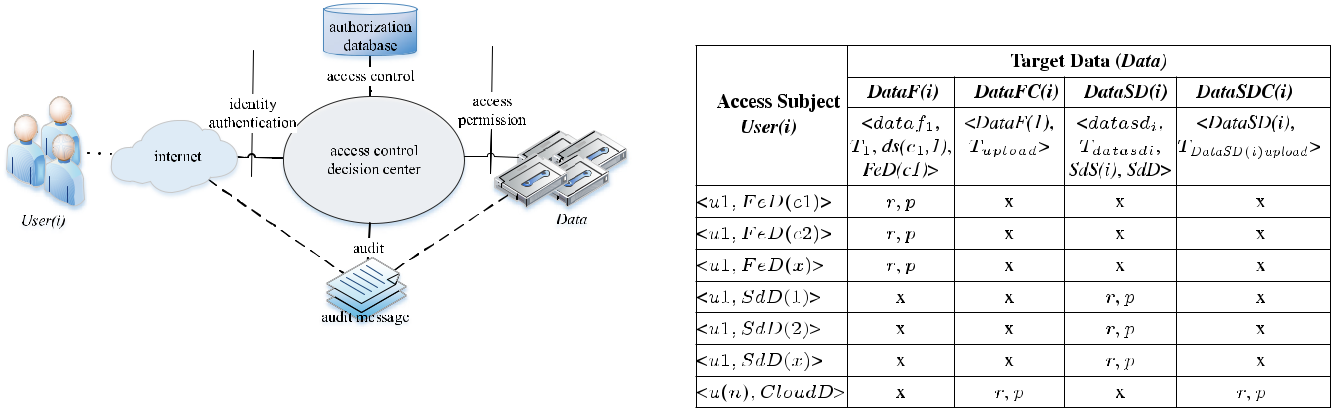 authorization
database
access control
identity
authentication
access
permission
internet
access control
decision center
User(i)
Data
audit
audit message
Access Subject
User(i)
Target Data (Data)
DataF(i) DataFC(i) DataSD(i) DataSDC(i)
<dataf₁, T₁, ds(c₁,1), FeD(c1)>
<DataF(1), Tᵤₚₗₒₐd>
<datasdᵢ, T_datasdi, SdS(i), SdD>
<DataSD(i), T_DataSD(i)upload>
<u1, FeD(c1)> r, p x x x
<u1, FeD(c2)> r, p x x x
<u1, FeD(x)> r, p x x x
<u1, SdD(1)> x x r, p x
<u1, SdD(2)> x x r, p x
<u1, SdD(x)> x x r, p x
<u(n), CloudD> x r, p x r, p